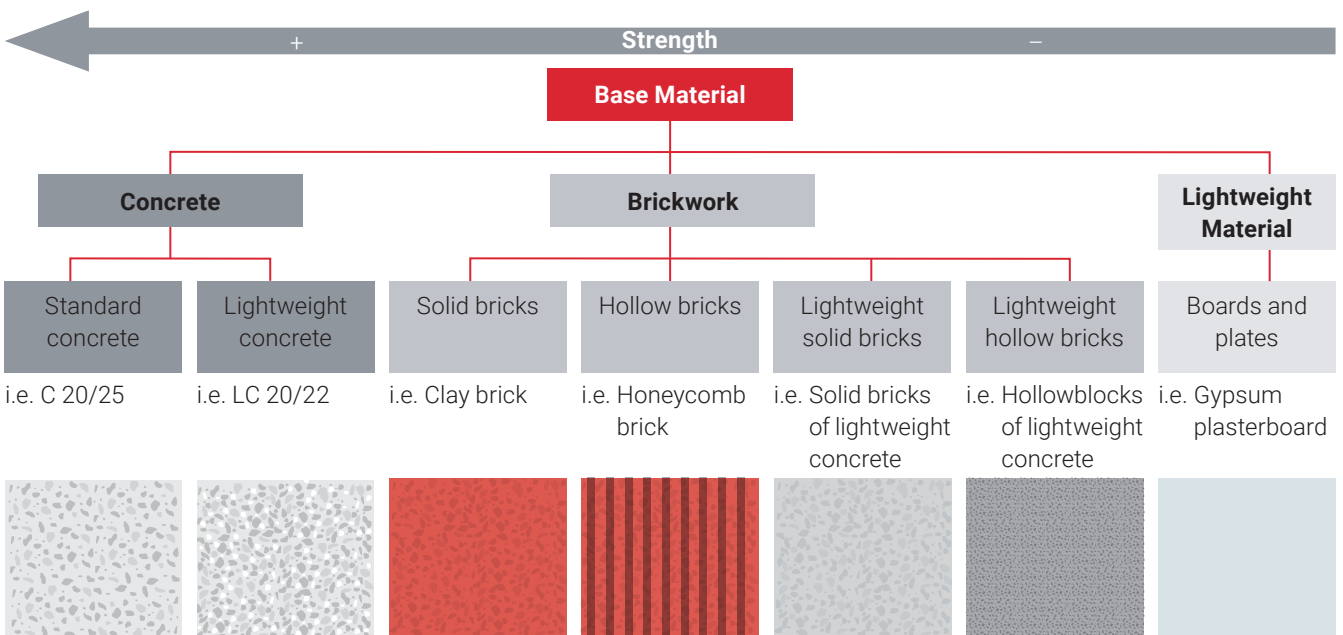 + Strength −
Base Material
Concrete
Brickwork
Lightweight
Material
Standard
concrete
Lightweight
concrete
Solid bricks
Hollow bricks
Lightweight
solid bricks
Lightweight
hollow bricks
Boards and
plates
i.e. C 20/25
i.e. LC 20/22
i.e. Clay brick
i.e. Honeycomb
brick
i.e. Solid bricks
of lightweight
concrete
i.e. Hollowblocks
of lightweight
concrete
i.e. Gypsum
plasterboard